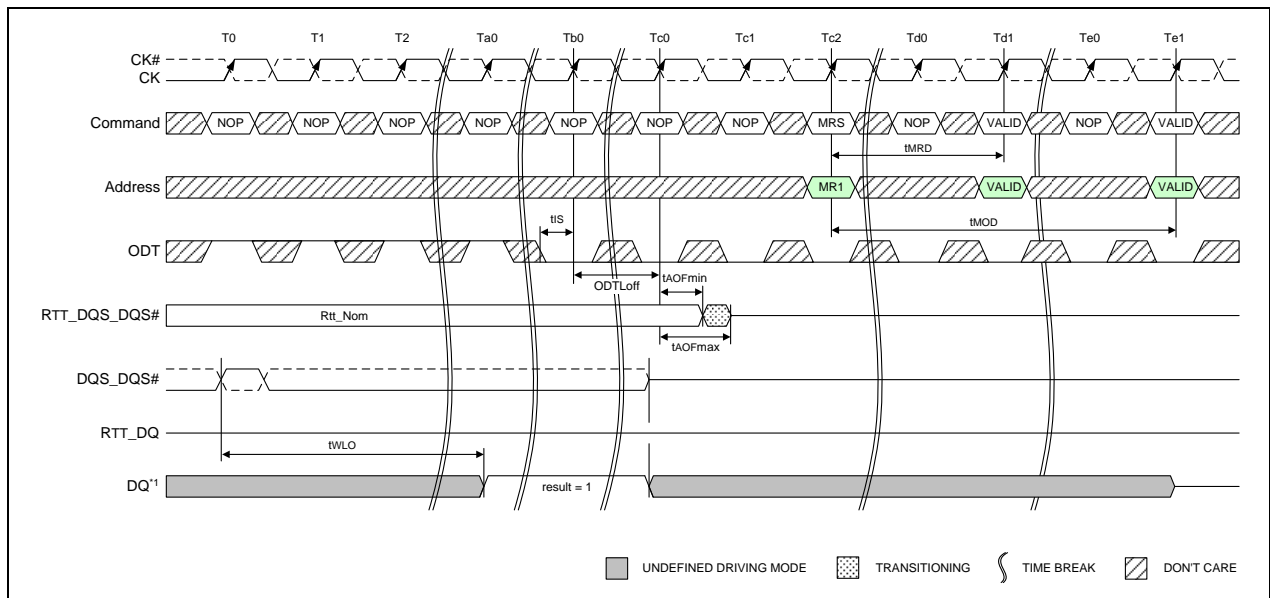 T0 T1 T2 Ta0 Tb0 Tc0 Tc1 Tc2 Td0 Td1 Te0 Te1
CK#
CK
Command NOP NOP NOP NOP NOP NOP NOP MRS NOP VALID NOP VALID
tMRD
Address MR1 VALID VALID
tIS
tMOD
ODT
tAOFmin
ODTLoff
RTT_DQS_DQS# Rtt_Nom
tAOFmax
DQS_DQS#
RTT_DQ
tWLO
DQ*1 result = 1
UNDEFINED DRIVING MODE TRANSITIONING TIME BREAK DON'T CARE